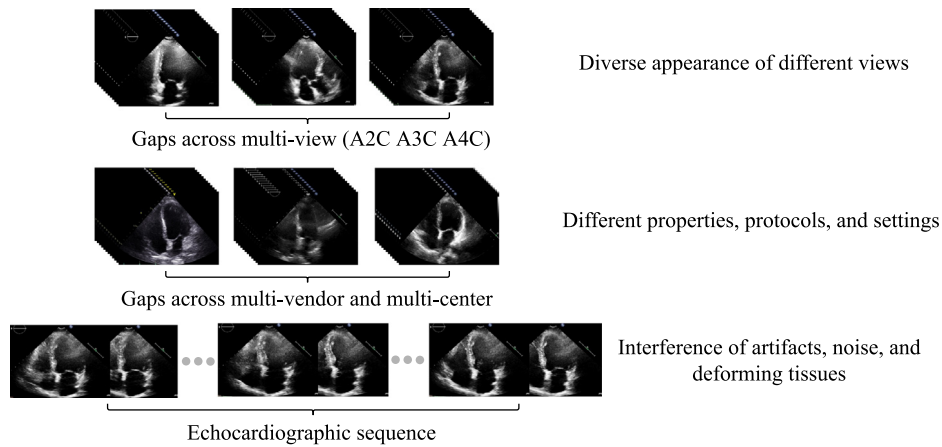 Diverse appearance of different views
Gaps across multi-view (A2C A3C A4C)
Different properties, protocols, and settings
Gaps across multi-vendor and multi-center
Interference of artifacts, noise, and
deforming tissues
Echocardiographic sequence